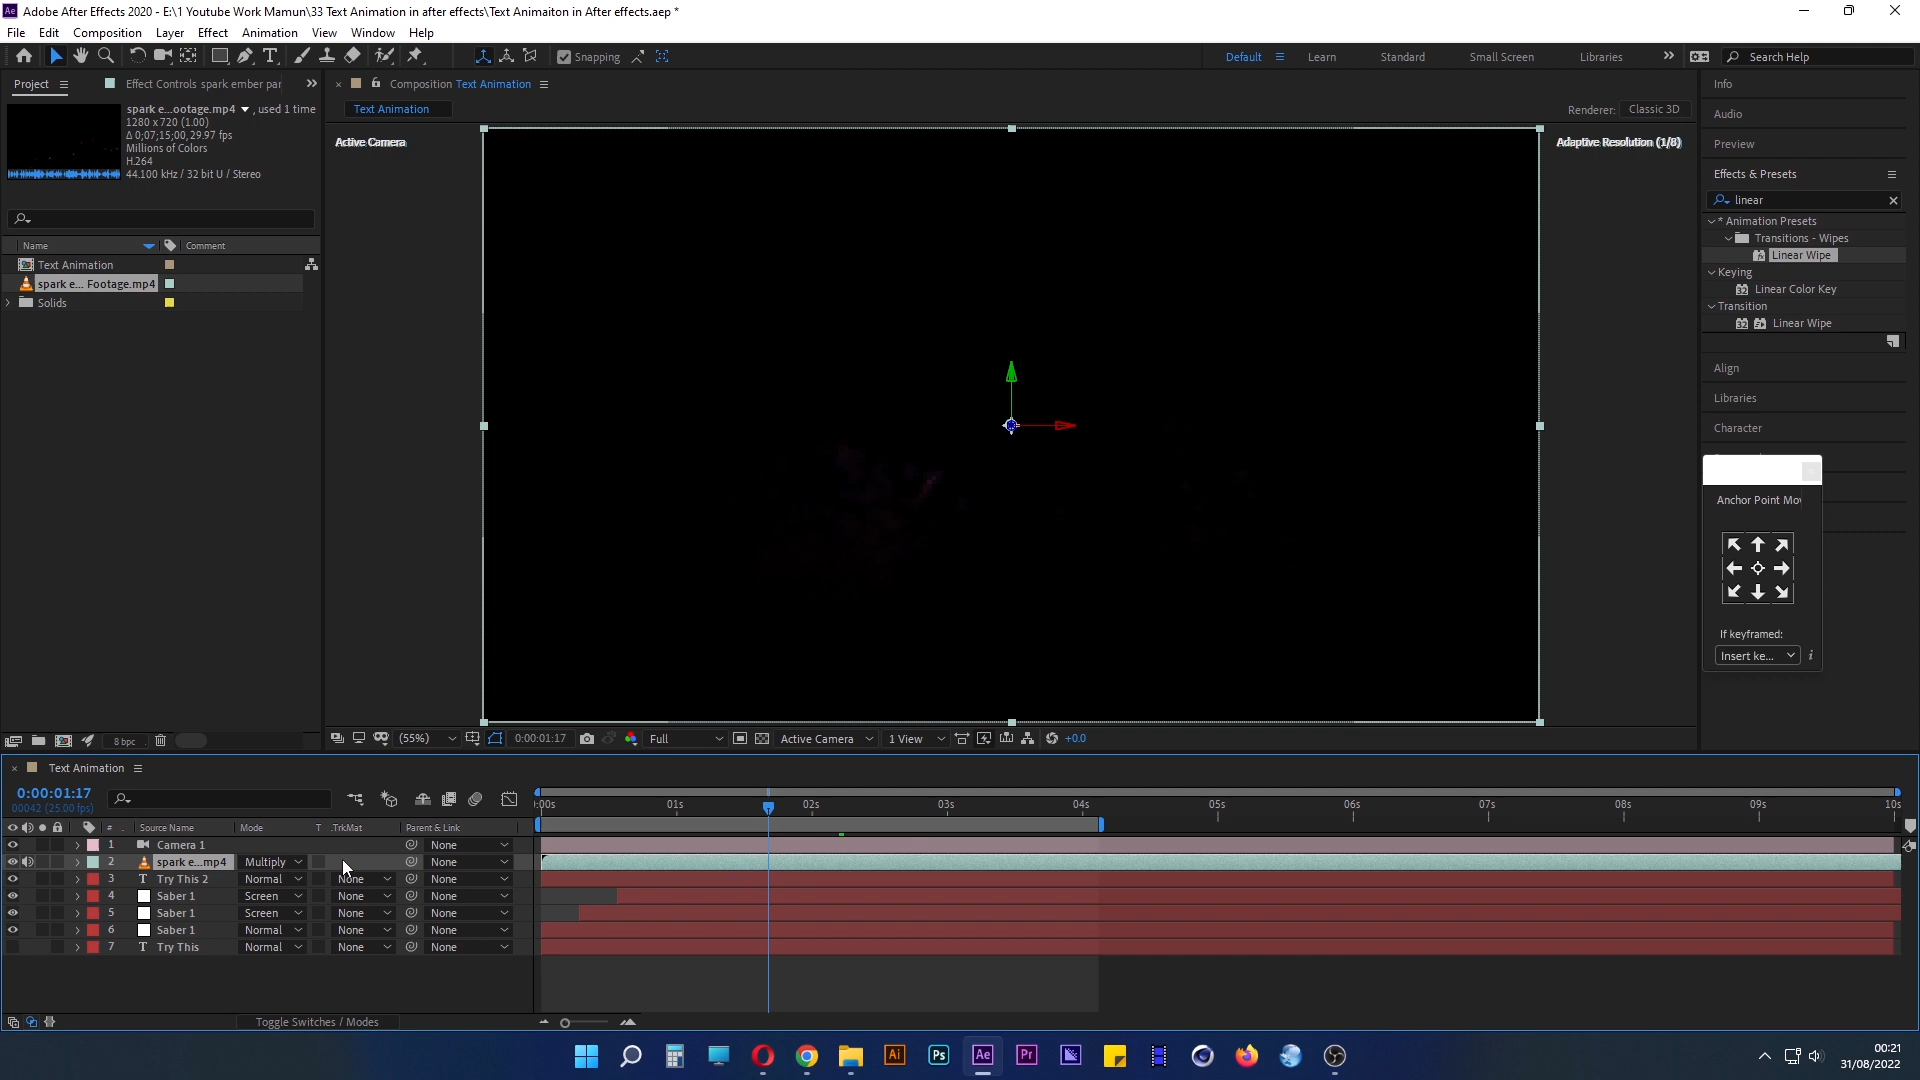 Adobe After Effects 2020 - E:\1 Youtube Work Mamun\33 Text Animation in after effects\Text Animaiton in After effects.aep *
File Edit Composition Layer Effect Animation View Window Help
Snapping
Default Learn Standard Small Screen Libraries Search Help
Project Effect Controls spark ember par
Composition Text Animation
Info
spark e...ootage.mp4 , used 1 time
1280 x 720 (1.00)
Δ 0;07;15;00, 29.97 fps
Millions of Colors
H.264
44.100 kHz / 32 bit U / Stereo
Text Animation
Renderer: Classic 3D
Audio
Active Camera
Adaptive Resolution (1/8)
Preview
Effects & Presets
linear
* Animation Presets
Transitions - Wipes
Linear Wipe
Keying
Linear Color Key
Transition
Linear Wipe
Name Comment
Text Animation
spark e... Footage.mp4
Solids
Align
Libraries
Character
Anchor Point Mov
If keyframed:
Insert ke...
8 bpc
(55%) 0:00:01:17 Full Active Camera 1 View +0.0
Text Animation
0:00:01:17
00042 (25.00 fps)
:00s 01s 02s 03s 04s 05s 06s 07s 08s 09s 10s
# Source Name Mode T .TrkMat Parent & Link
1 Camera 1 None
2 spark e...mp4 Multiply None
3 Try This 2 Normal None None
4 Saber 1 Screen None None
5 Saber 1 Screen None None
6 Saber 1 Normal None None
7 Try This Normal None None
Toggle Switches / Modes
Ai Ps Ae Pr
00:21
31/08/2022